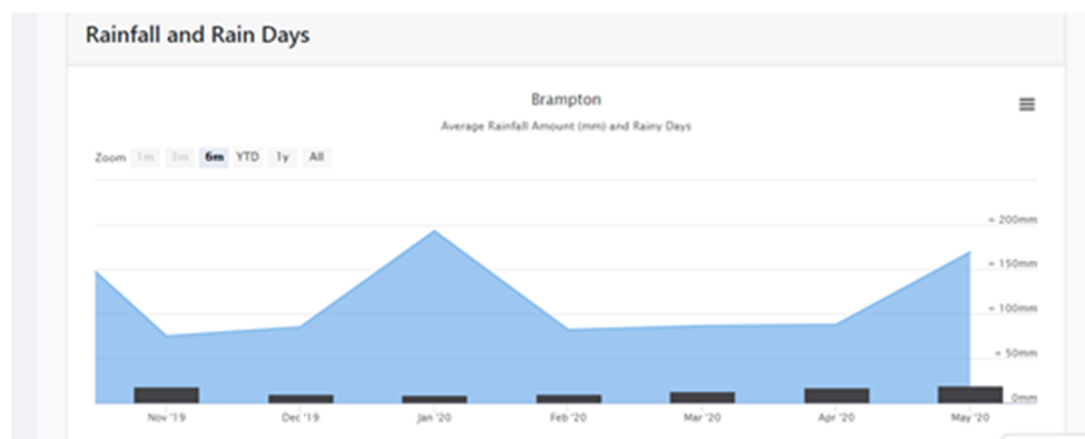 Rainfall and Rain Days
Brampton
Average Rainfall Amount (mm) and Rainy Days
Zoom 1m 3m 6m YTD 1y All
= 200mm
= 150mm
= 100mm
= 50mm
0mm
Nov '19 Dec '19 Jan '20 Feb '20 Mar '20 Apr '20 May '20